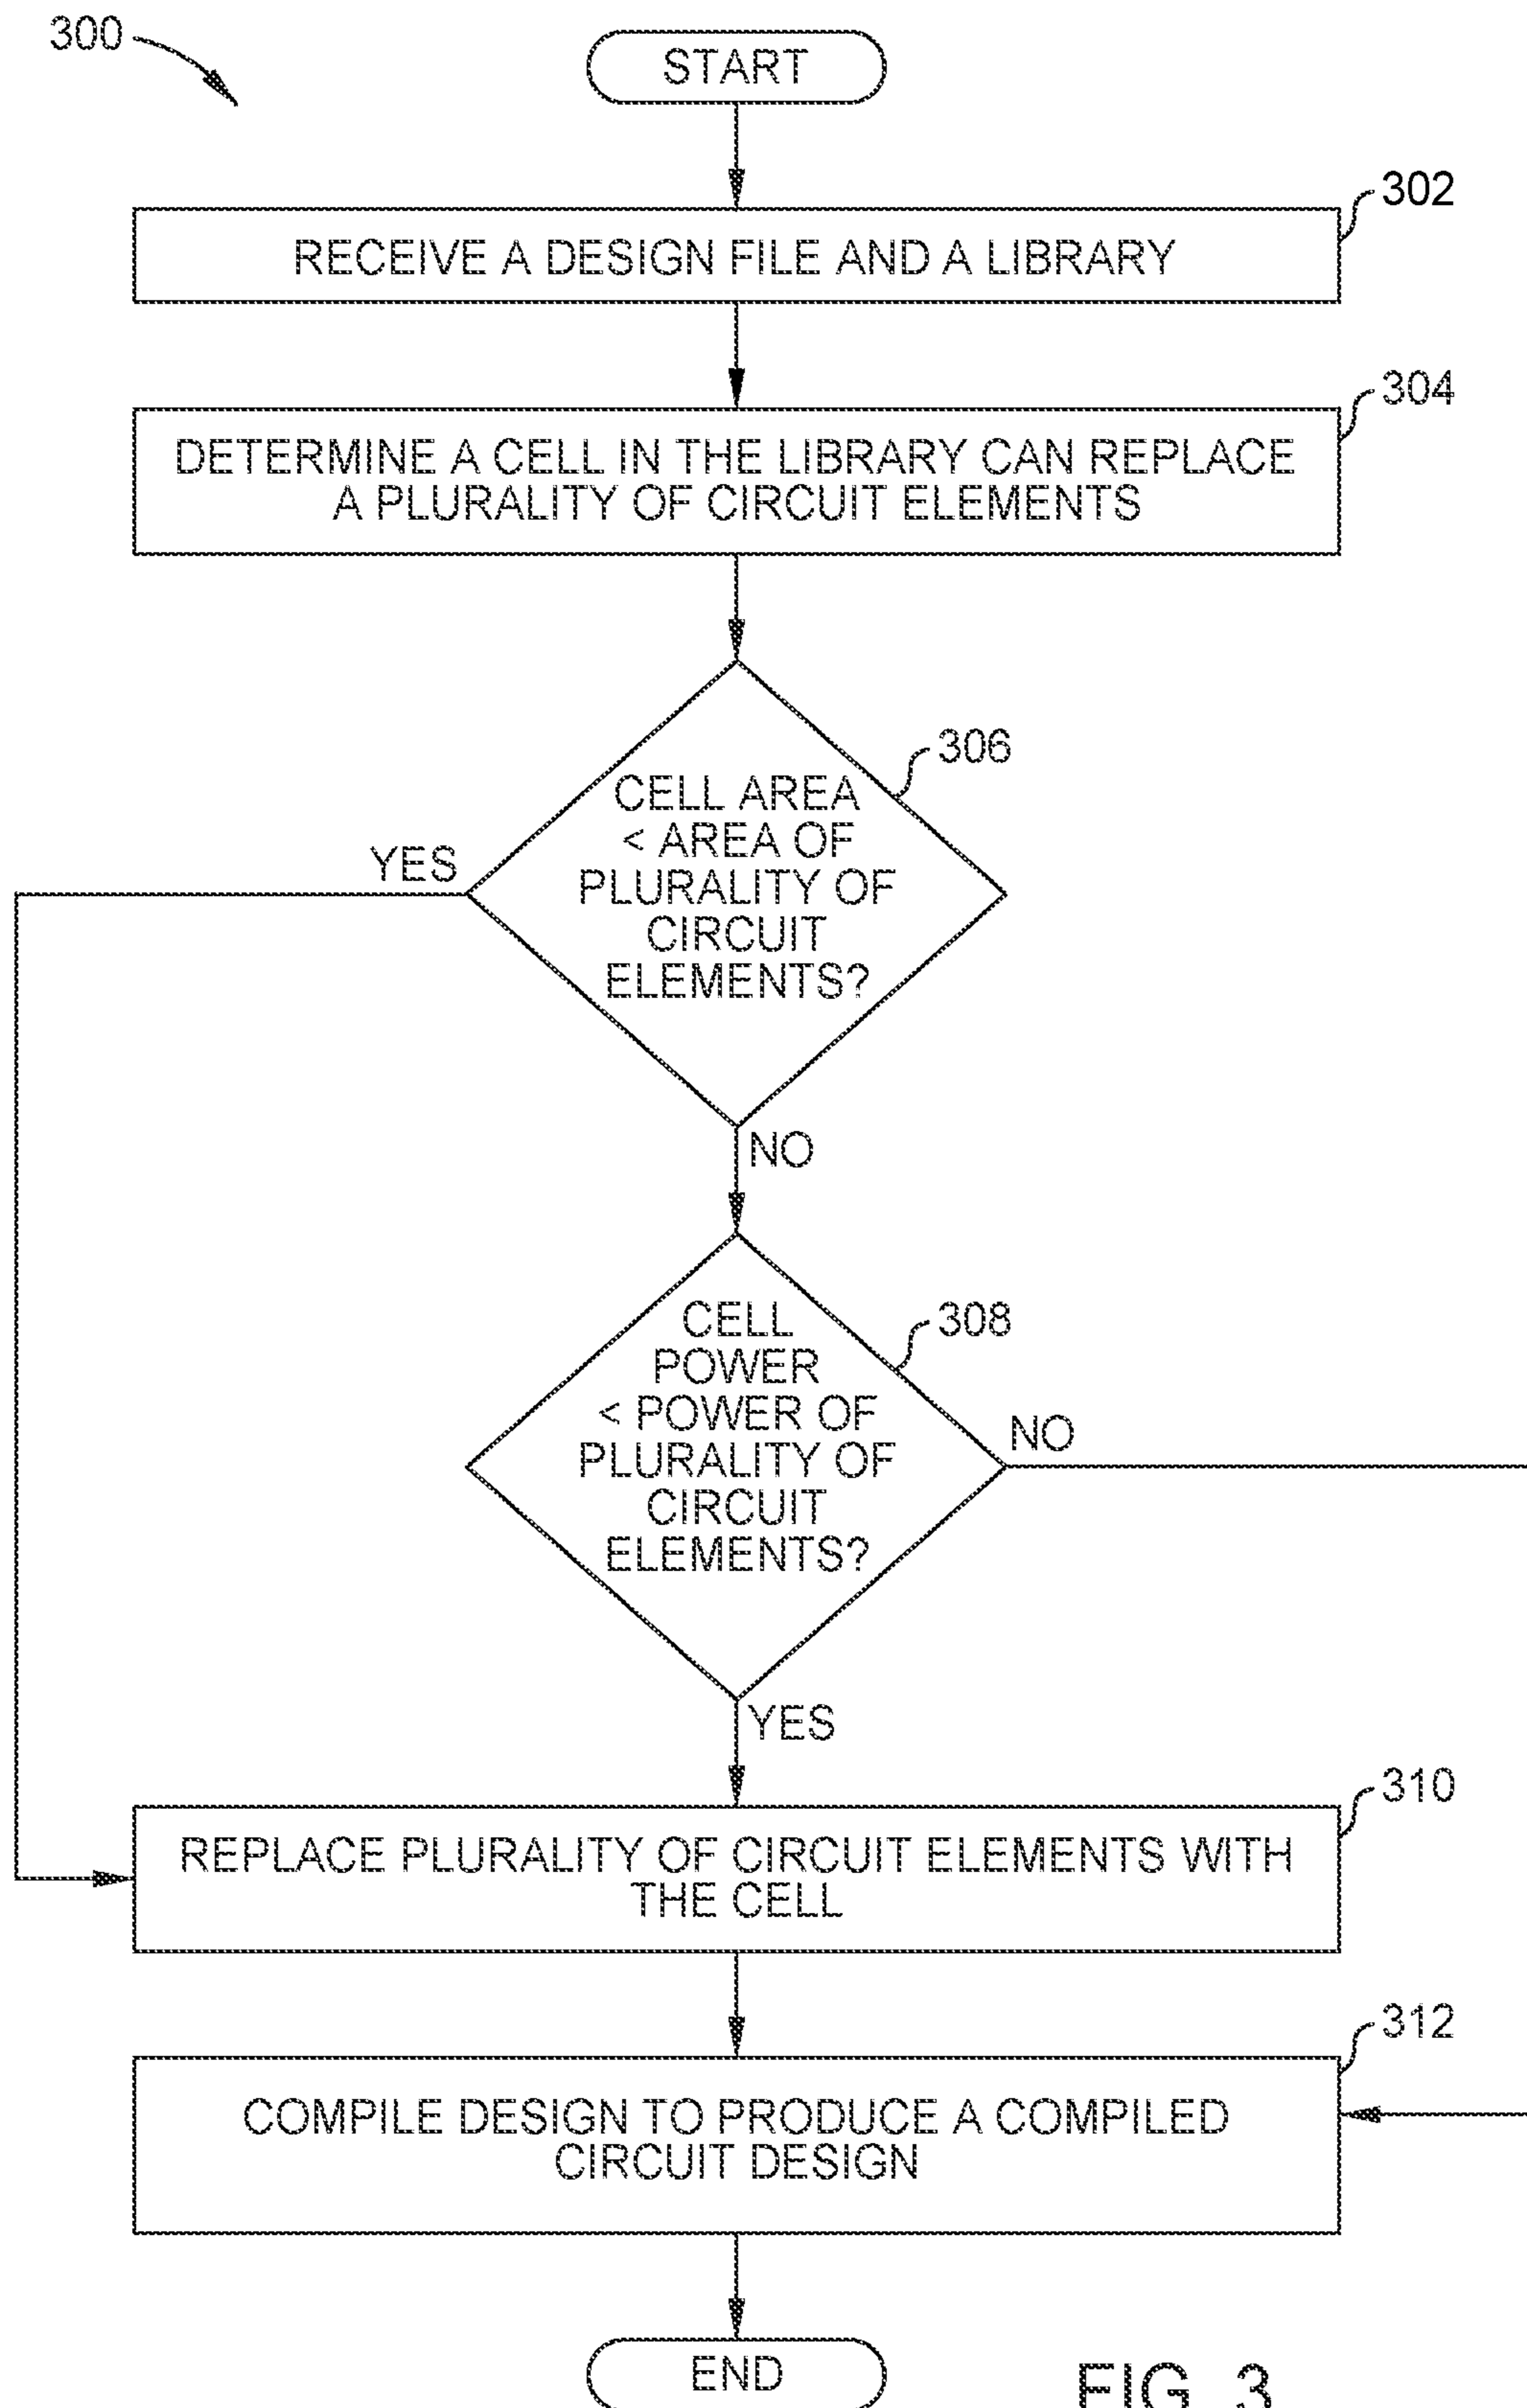 300
START
302
RECEIVE A DESIGN FILE AND A LIBRARY
304
DETERMINE A CELL IN THE LIBRARY CAN REPLACE
A PLURALITY OF CIRCUIT ELEMENTS
306
CELL AREA
< AREA OF
PLURALITY OF
CIRCUIT
ELEMENTS?
YES
NO
308
CELL
POWER
< POWER OF
PLURALITY OF
CIRCUIT
ELEMENTS?
NO
YES
310
REPLACE PLURALITY OF CIRCUIT ELEMENTS WITH
THE CELL
312
COMPILE DESIGN TO PRODUCE A COMPILED
CIRCUIT DESIGN
END
FIG. 3